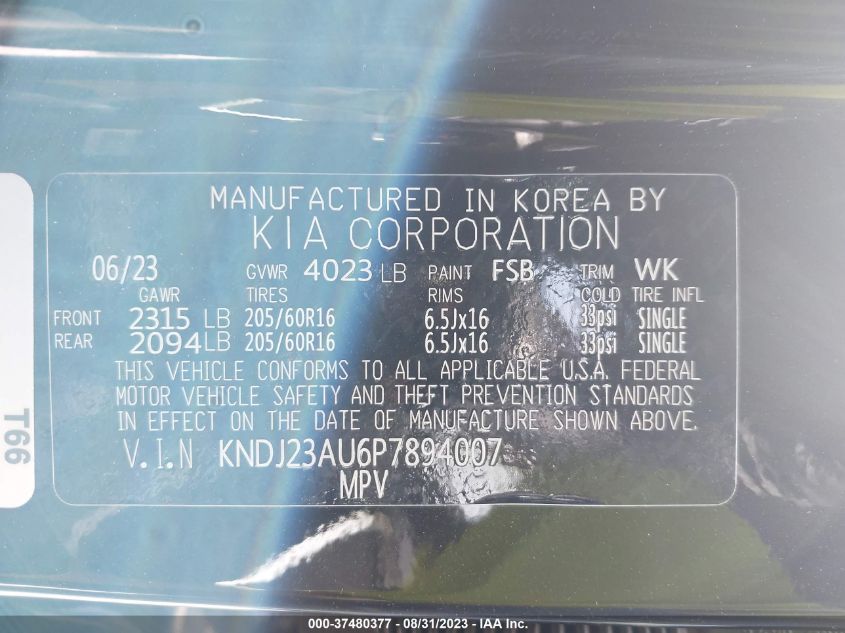 MANUFACTURED IN KOREA BY
KIA CORPORATION
06/23 GVWR 4023 LB PAINT FSB TRIM WK
GAWR TIRES RIMS COLD TIRE INFL
FRONT 2315 LB 205/60R16 6.5Jx16 33psi SINGLE
REAR 2094 LB 205/60R16 6.5Jx16 33psi SINGLE
THIS VEHICLE CONFORMS TO ALL APPLICABLE U.S.A. FEDERAL
MOTOR VEHICLE SAFETY AND THEFT PREVENTION STANDARDS
IN EFFECT ON THE DATE OF MANUFACTURE SHOWN ABOVE.
V.I.N KNDJ23AU6P7894007
MPV
T66
000-37480377 - 08/31/2023 - IAA Inc.